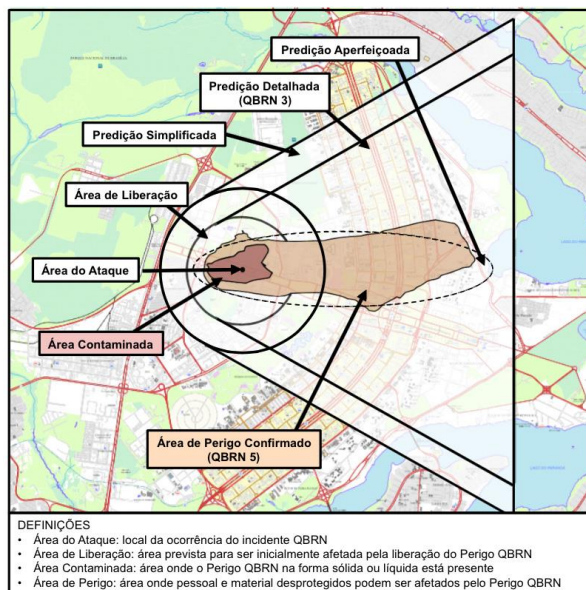 Predição Aperfeiçoada
Predição Detalhada
(QBRN 3)
Predição Simplificada
Área de Liberação
Área do Ataque
Área Contaminada
Área de Perigo Confirmado
(QBRN 5)
DEFINIÇÕES
• Área do Ataque: local da ocorrência do incidente QBRN
• Área de Liberação: área prevista para ser inicialmente afetada pela liberação do Perigo QBRN
• Área Contaminada: área onde o Perigo QBRN na forma sólida ou líquida está presente
• Área de Perigo: área onde pessoal e material desprotegidos podem ser afetados pelo Perigo QBRN